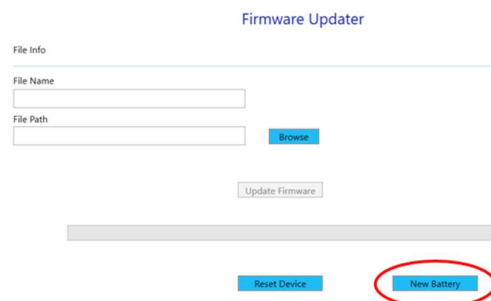 Firmware Updater
File Info
File Name
File Path
Browse
Update Firmware
Reset Device
New Battery